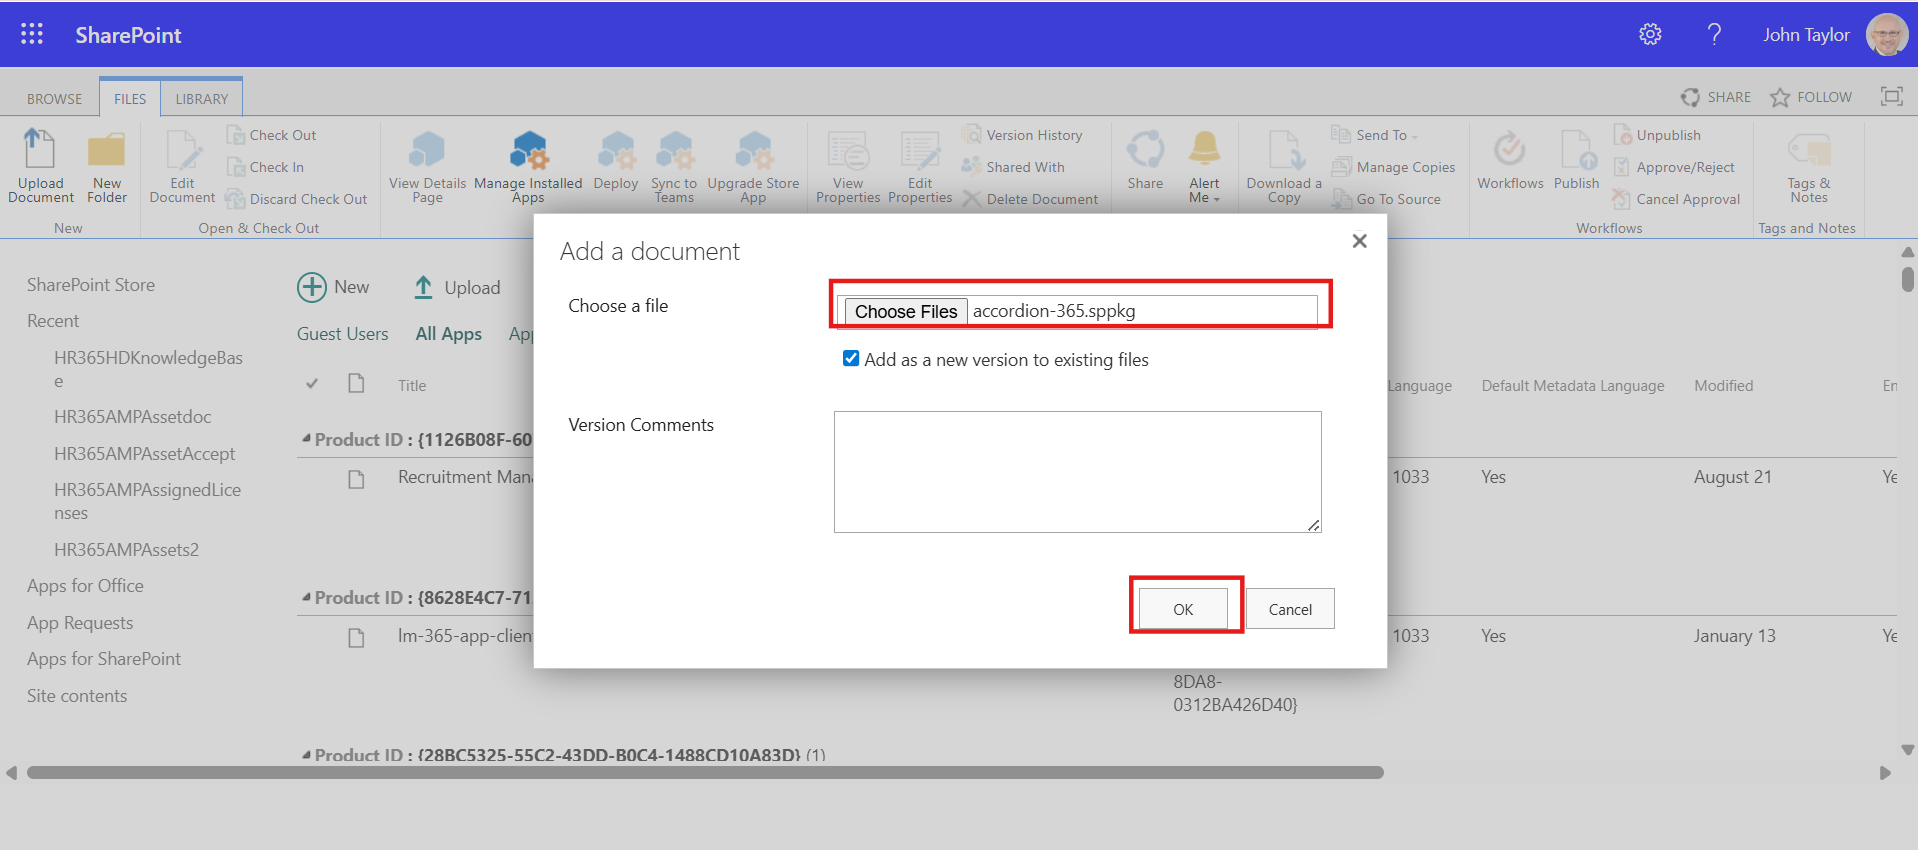 SharePoint
?
John Taylor
BROWSE
FILES
LIBRARY
SHARE
FOLLOW
Upload
Document
New
Folder
New
Edit
Document
Check Out
Check In
Discard Check Out
Open & Check Out
View Details
Page
Manage Installed
Apps
Deploy
Sync to
Teams
Upgrade Store
App
View
Properties
Edit
Properties
Version History
Shared With
Delete Document
Share
Alert
Me
Download a
Copy
Send To
Manage Copies
Go To Source
Workflows
Publish
Unpublish
Approve/Reject
Cancel Approval
Workflows
Tags &
Notes
Tags and Notes
SharePoint Store
Recent
HR365HDKnowledgeBas
e
HR365AMPAssetdoc
HR365AMPAssetAccept
HR365AMPAssignedLice
nses
HR365AMPAssets2
Apps for Office
App Requests
Apps for SharePoint
Site contents
New
Upload
Guest Users
All Apps
App
Title
Language
Default Metadata Language
Modified
En
Product ID : {1126B08F-60
Recruitment Man
1033
Yes
August 21
Ye
Product ID : {8628E4C7-71
lm-365-app-client
1033
Yes
January 13
Ye
8DA8-
0312BA426D40}
Product ID : {28BC5325-55C2-43DD-B0C4-1488CD10A83D} (1)
Add a document
Choose a file
Choose Files accordion-365.sppkg
Add as a new version to existing files
Version Comments
OK
Cancel